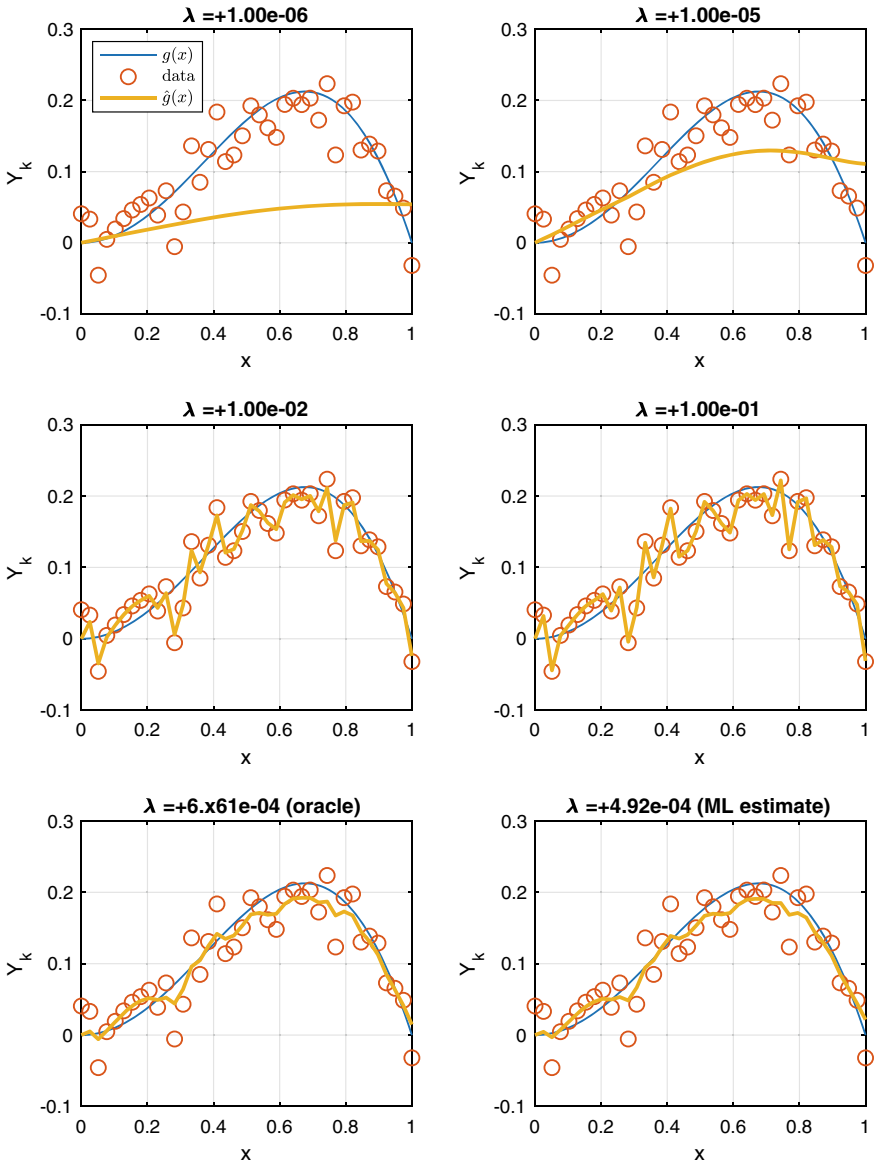 λ =+1.00e-06
0.3
0.2
0.1
0
-0.1
Y_k
g(x)
data
ĝ(x)
0 0.2 0.4 0.6 0.8 1
x
λ =+1.00e-05
0.3
0.2
0.1
0
-0.1
Y_k
0 0.2 0.4 0.6 0.8 1
x
λ =+1.00e-02
0.3
0.2
0.1
0
-0.1
Y_k
0 0.2 0.4 0.6 0.8 1
x
λ =+1.00e-01
0.3
0.2
0.1
0
-0.1
Y_k
0 0.2 0.4 0.6 0.8 1
x
λ =+6.x61e-04 (oracle)
0.3
0.2
0.1
0
-0.1
Y_k
0 0.2 0.4 0.6 0.8 1
x
λ =+4.92e-04 (ML estimate)
0.3
0.2
0.1
0
-0.1
Y_k
0 0.2 0.4 0.6 0.8 1
x